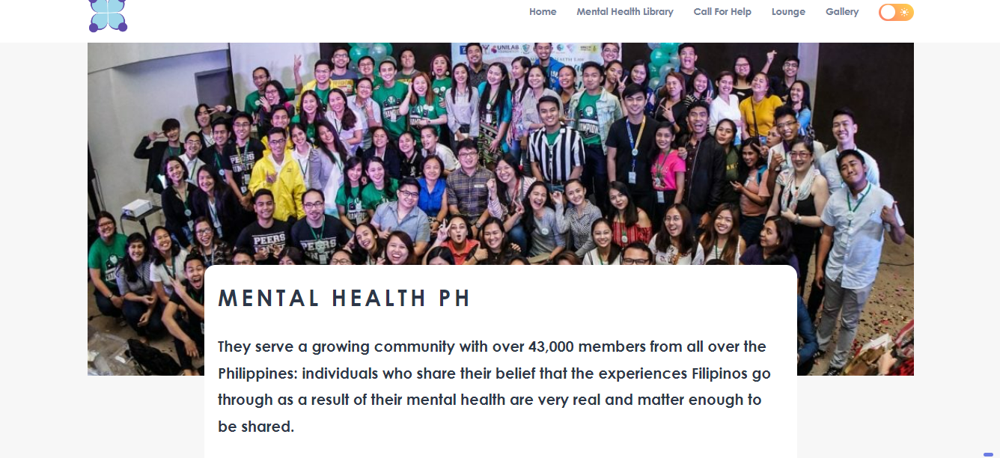 Home Mental Health Library Call For Help Lounge Gallery
UNILAB
PEERS
PEERS
PEERS
MENTAL HEALTH PH
They serve a growing community with over 43,000 members from all over the
Philippines: individuals who share their belief that the experiences Filipinos go
through as a result of their mental health are very real and matter enough to
be shared.